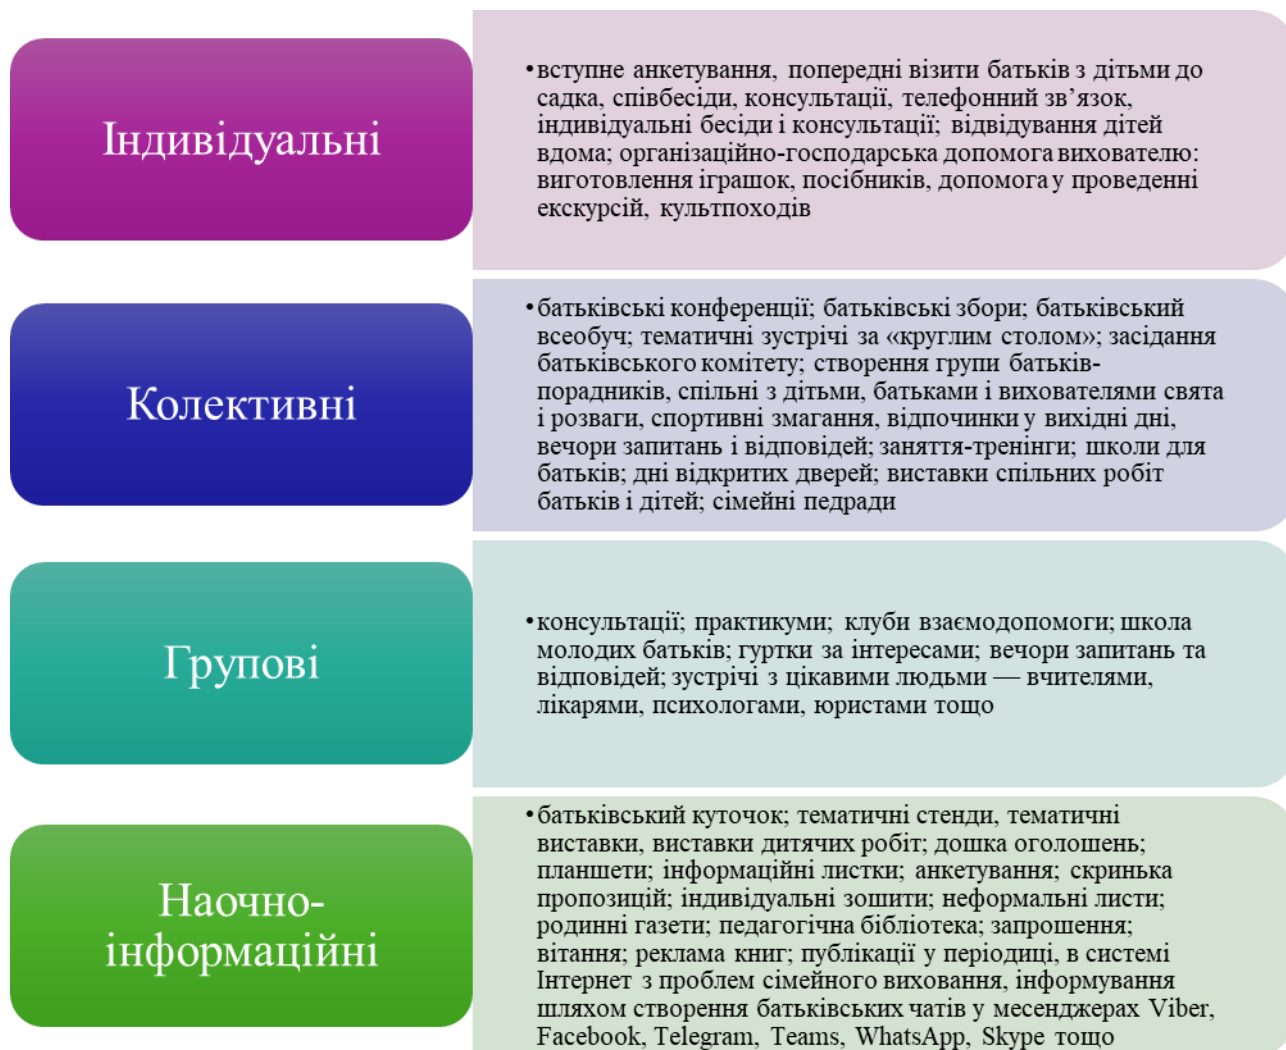 Індивідуальні
•вступне анкетування, попередні візити батьків з дітьми до
садка, співбесіди, консультації, телефонний зв’язок,
індивідуальні бесіди і консультації; відвідування дітей
вдома; організаційно-господарська допомога вихователю:
виготовлення іграшок, посібників, допомога у проведенні
екскурсій, культпоходів
Колективні
•батьківські конференції; батьківські збори; батьківський
всеобуч; тематичні зустрічі за «круглим столом»; засідання
батьківського комітету; створення групи батьків-
порадників, спільні з дітьми, батьками і вихователями свята
і розваги, спортивні змагання, відпочинки у вихідні дні,
вечори запитань і відповідей; заняття-тренінги; школи для
батьків; дні відкритих дверей; виставки спільних робіт
батьків і дітей; сімейні педради
Групові
•консультації; практикуми; клуби взаємодопомоги; школа
молодих батьків; гуртки за інтересами; вечори запитань та
відповідей; зустрічі з цікавими людьми — вчителями,
лікарями, психологами, юристами тощо
Наочно-
інформаційні
•батьківський куточок; тематичні стенди, тематичні
виставки, виставки дитячих робіт; дошка оголошень;
планшети; інформаційні листки; анкетування; скринька
пропозицій; індивідуальні зошити; неформальні листи;
родинні газети; педагогічна бібліотека; запрошення;
вітання; реклама книг; публікації у періодиці, в системі
Інтернет з проблем сімейного виховання, інформування
шляхом створення батьківських чатів у месенджерах Viber,
Facebook, Telegram, Teams, WhatsApp, Skype тощо